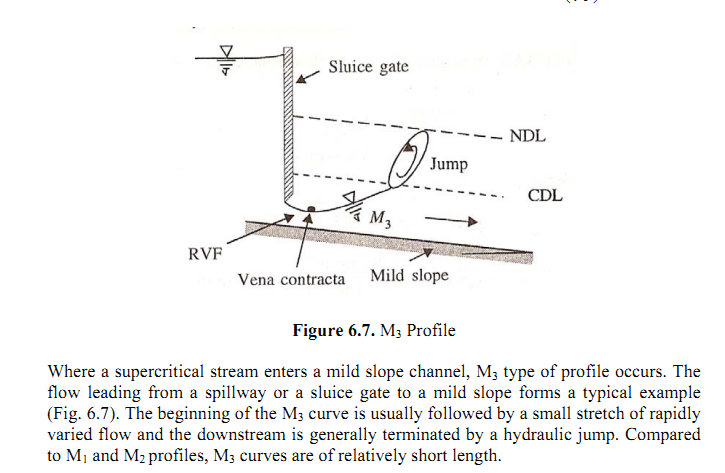 Sluice gate
NDL
Jump
CDL
M₃
RVF
Vena contracta
Mild slope
Figure 6.7. M₃ Profile
Where a supercritical stream enters a mild slope channel, M₃ type of profile occurs. The
flow leading from a spillway or a sluice gate to a mild slope forms a typical example
(Fig. 6.7). The beginning of the M₃ curve is usually followed by a small stretch of rapidly
varied flow and the downstream is generally terminated by a hydraulic jump. Compared
to M₁ and M₂ profiles, M₃ curves are of relatively short length.